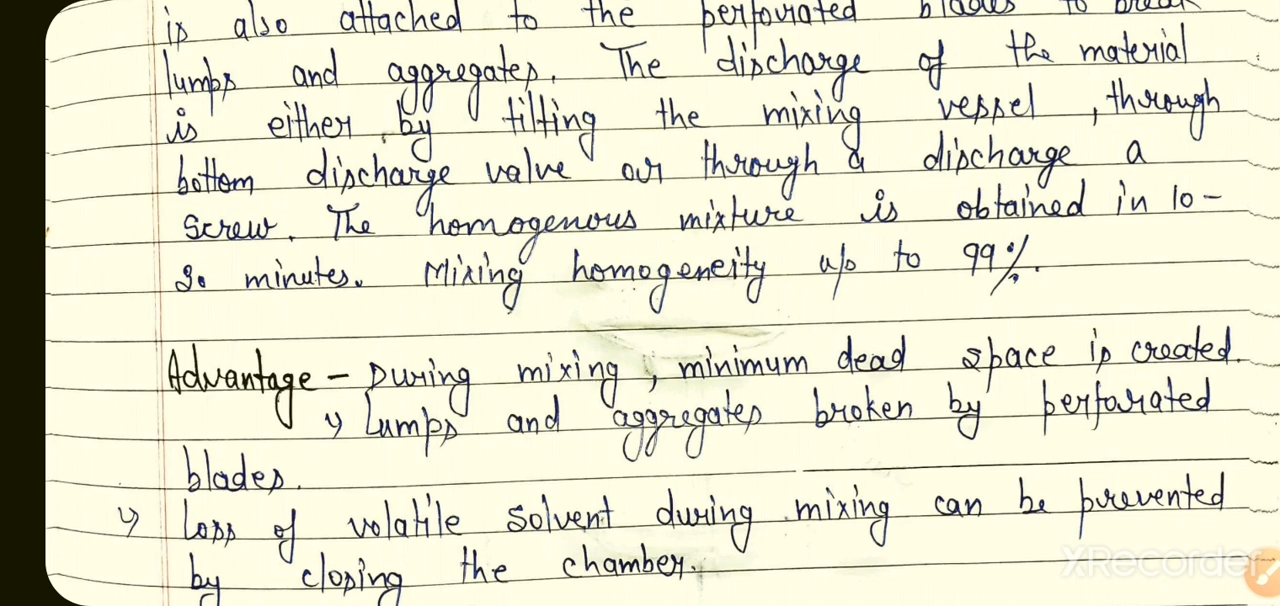 is also attached to the perforated blades to break
lumps and aggregates. The discharge of the material
is either by tilting the mixing vessel, through
bottom discharge valve or through a discharge a
screw. The homogenous mixture is obtained in 10-
30 minutes. Mixing homogeneity up to 99%.
Advantage - During mixing, minimum dead space is created.
↳ Lumps and aggregates broken by perforated
blades.
↳ Loss of volatile solvent during mixing can be prevented
by closing the chamber.
XRecorder